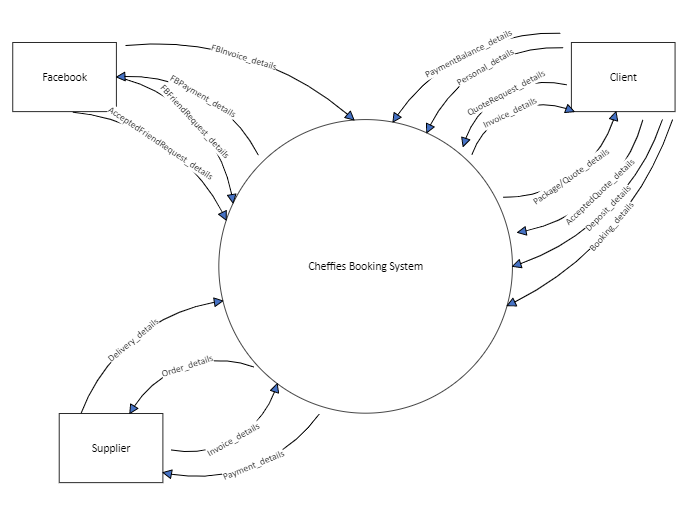 FBInvoice_details
PaymentBalance_details
Personal_details
Facebook
Client
FBPayment_details
FBFriendRequest_details
QuoteRequest_details
Invoice_details
AcceptedFriendRequest_details
Package/Quote_details
AcceptedQuote_details
Deposit_details
Booking_details
Cheffies Booking System
Delivery_details
Order_details
Supplier
Invoice_details
Payment_details